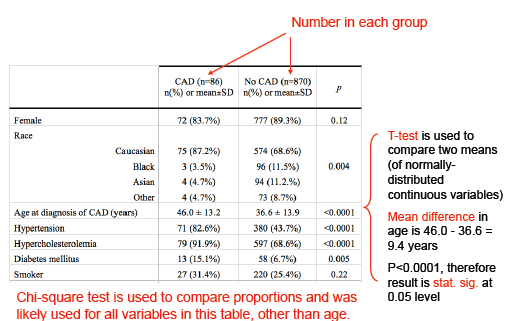 Number in each group
CAD (n=86) No CAD (n=870)
n(%) or mean±SD n(%) or mean±SD p
Female 72 (83.7%) 777 (89.3%) 0.12
Race
Caucasian 75 (87.2%) 574 (68.6%)
Black 3 (3.5%) 96 (11.5%) 0.004
Asian 4 (4.7%) 94 (11.2%)
Other 4 (4.7%) 73 (8.7%)
Age at diagnosis of CAD (years) 46.0 ± 13.2 36.6 ± 13.9 <0.0001
Hypertension 71 (82.6%) 380 (43.7%) <0.0001
Hypercholesterolemia 79 (91.9%) 597 (68.6%) <0.0001
Diabetes mellitus 13 (15.1%) 58 (6.7%) 0.005
Smoker 27 (31.4%) 220 (25.4%) 0.22
T-test is used to
compare two means
(of normally-
distributed
continuous variables)
Mean difference in
age is 46.0 - 36.6 =
9.4 years
P<0.0001, therefore
result is stat. sig. at
0.05 level
Chi-square test is used to compare proportions and was
likely used for all variables in this table, other than age.